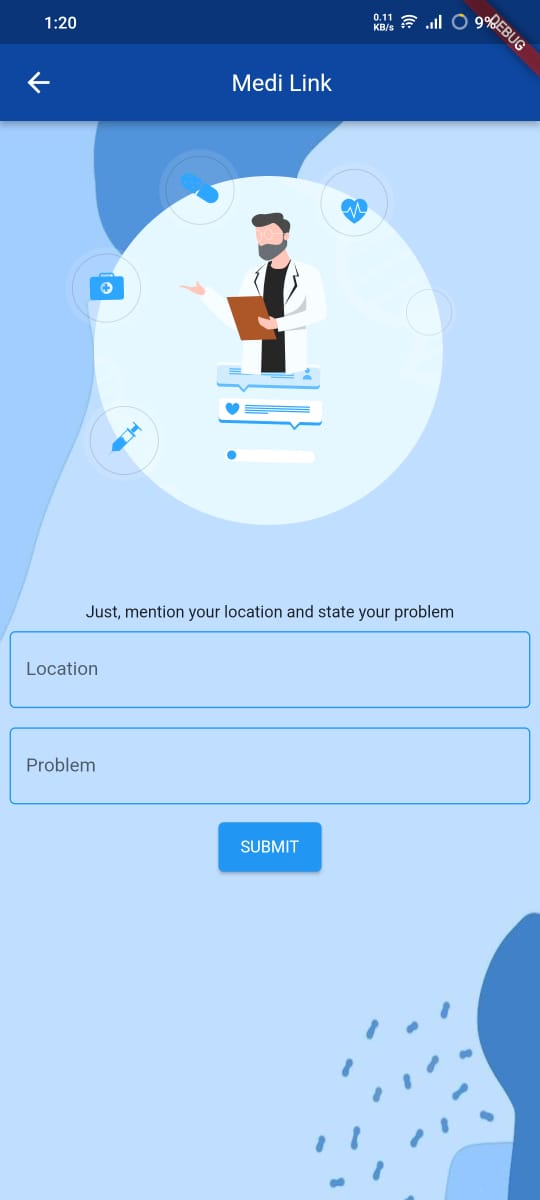 1:20
0.11
KB/s
9%
DEBUG
Medi Link
Just, mention your location and state your problem
Location
Problem
SUBMIT